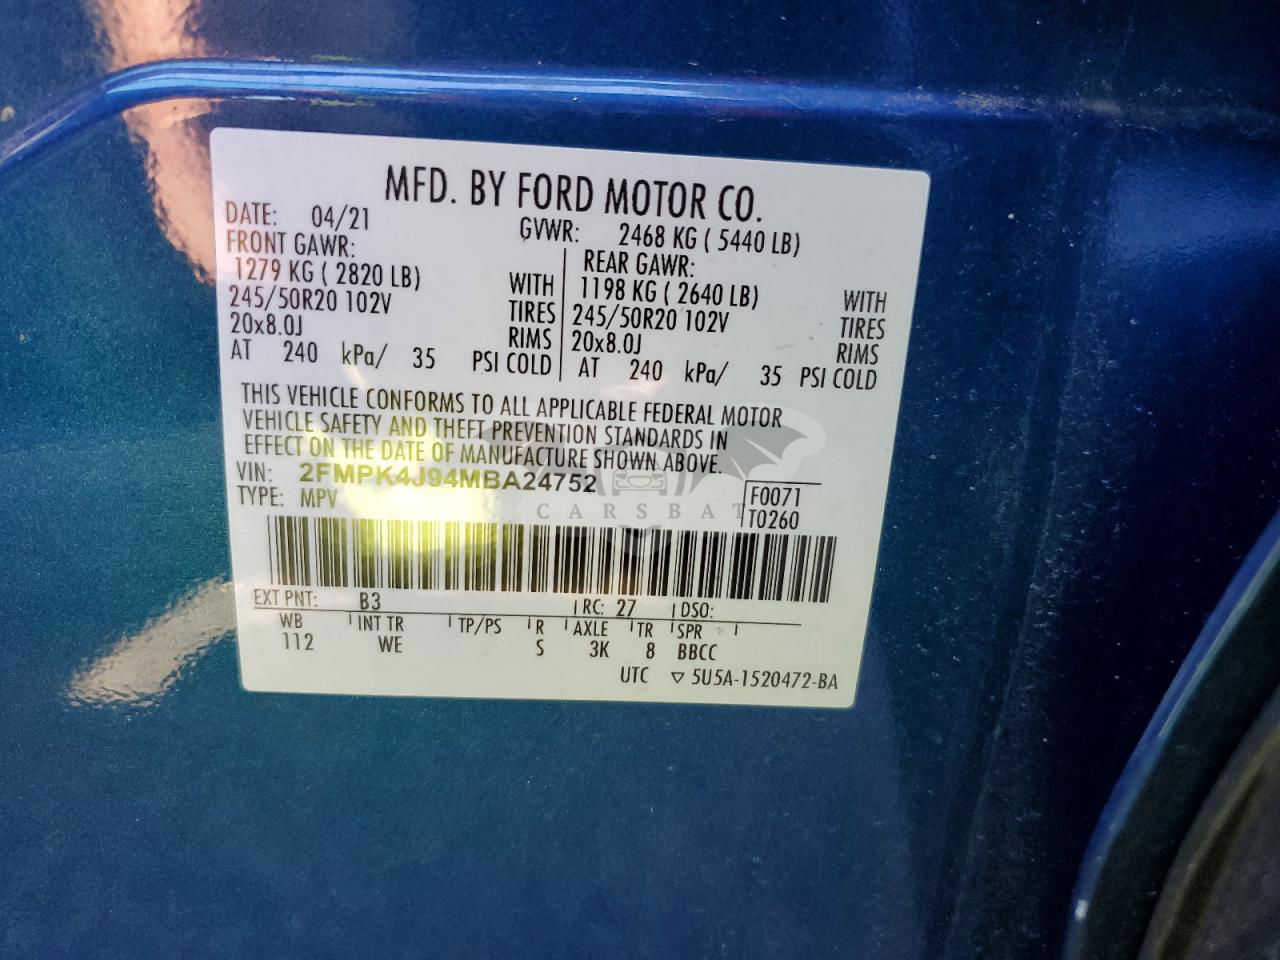 MFD. BY FORD MOTOR CO.
DATE: 04/21 GVWR: 2468 KG ( 5440 LB)
FRONT GAWR: REAR GAWR:
1279 KG ( 2820 LB) WITH 1198 KG ( 2640 LB) WITH
245/50R20 102V TIRES 245/50R20 102V TIRES
20x8.0J RIMS 20x8.0J RIMS
AT 240 kPa/ 35 PSI COLD AT 240 kPa/ 35 PSI COLD
THIS VEHICLE CONFORMS TO ALL APPLICABLE FEDERAL MOTOR
VEHICLE SAFETY AND THEFT PREVENTION STANDARDS IN
EFFECT ON THE DATE OF MANUFACTURE SHOWN ABOVE.
VIN: 2FMPK4J94MBA24752
TYPE: MPV F0071
T0260
CARSBAT
EXT PNT: B3 RC: 27 DSO:
WB INT TR TP/PS R AXLE TR SPR
112 WE S 3K 8 BBCC
UTC ▽ 5U5A-1520472-BA